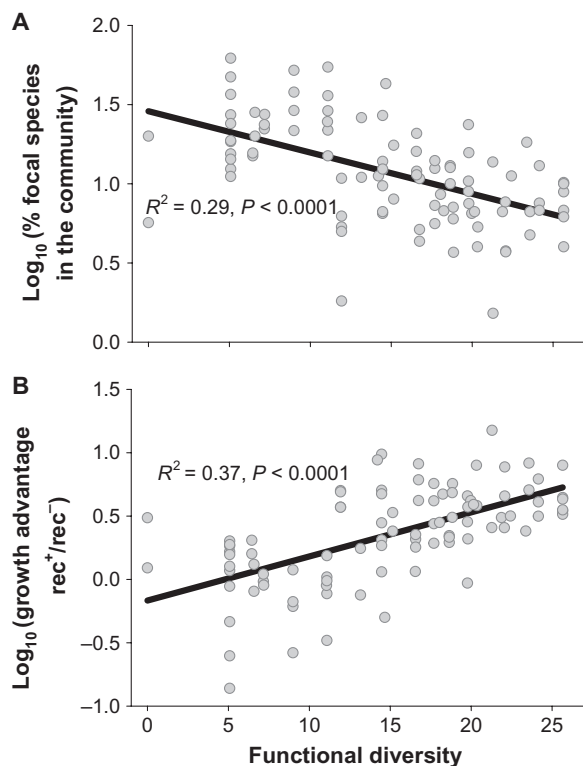 A
2.0
1.5
1.0
0.5
0.0
Log₁₀ (% focal species
in the community)
R² = 0.29, P < 0.0001
B
1.5
1.0
0.5
0.0
−0.5
−1.0
Log₁₀ (growth advantage
rec⁺/rec⁻)
R² = 0.37, P < 0.0001
0 5 10 15 20 25
Functional diversity